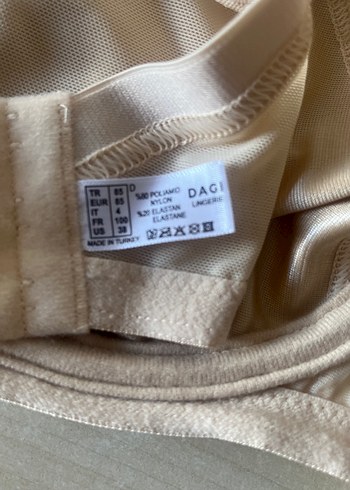 TR 85 D
EUR 85
IT 4
FR 100
US 38
MADE IN TURKEY
%80 POLIAMID
NYLON
%20 ELASTAN
ELASTANE
DAGI
LINGERIE